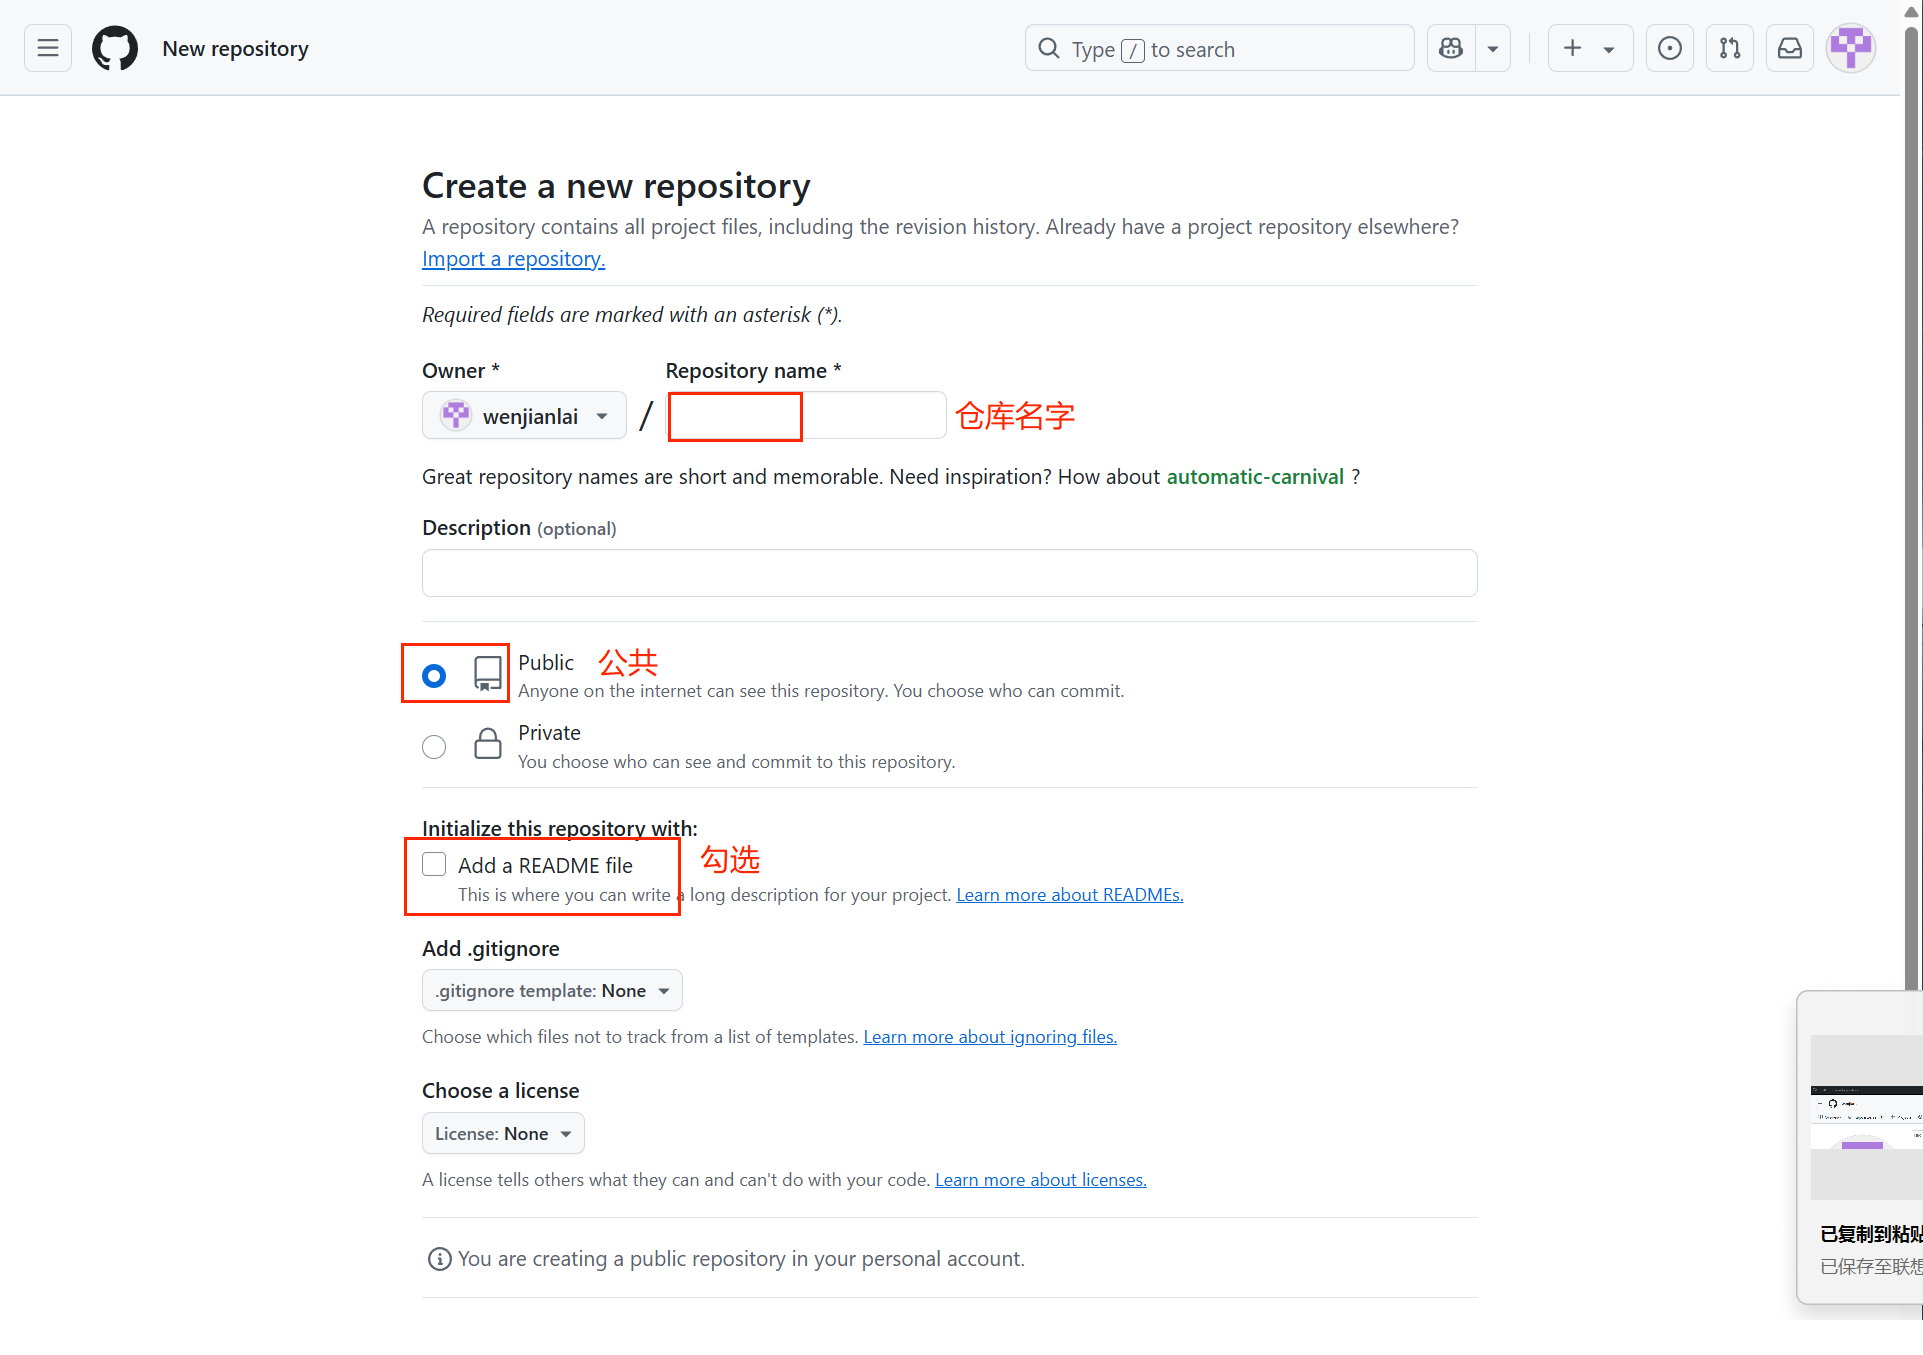 New repository
Type / to search
Create a new repository
A repository contains all project files, including the revision history. Already have a project repository elsewhere?
Import a repository.
Required fields are marked with an asterisk (*).
Owner *
Repository name *
wenjianlai
/
仓库名字
Great repository names are short and memorable. Need inspiration? How about automatic-carnival ?
Description (optional)
Public 公共
Anyone on the internet can see this repository. You choose who can commit.
Private
You choose who can see and commit to this repository.
Initialize this repository with:
Add a README file 勾选
This is where you can write a long description for your project. Learn more about READMEs.
Add .gitignore
.gitignore template: None
Choose which files not to track from a list of templates. Learn more about ignoring files.
Choose a license
License: None
A license tells others what they can and can't do with your code. Learn more about licenses.
You are creating a public repository in your personal account.
已复制到粘贴
已保存至联想